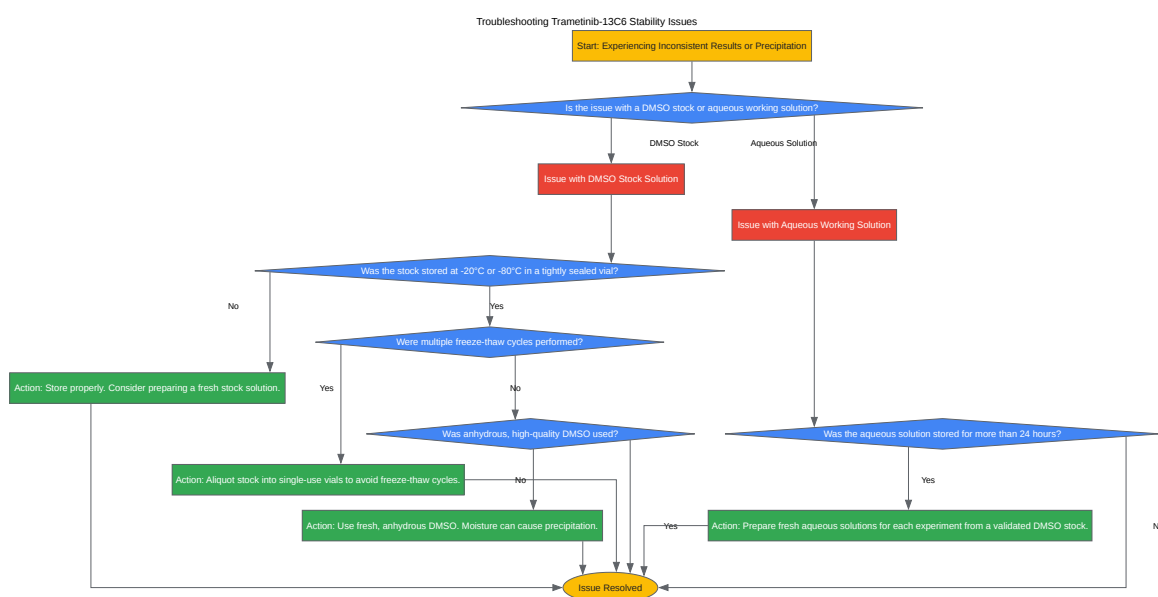 Troubleshooting Trametinib-13C6 Stability Issues
Start: Experiencing Inconsistent Results or Precipitation
Is the issue with a DMSO stock or aqueous working solution?
DMSO Stock
Aqueous Solution
Issue with DMSO Stock Solution
Issue with Aqueous Working Solution
Was the stock stored at -20°C or -80°C in a tightly sealed vial?
No
Yes
Were multiple freeze-thaw cycles performed?
Action: Store properly. Consider preparing a fresh stock solution.
Yes
No
Was anhydrous, high-quality DMSO used?
Was the aqueous solution stored for more than 24 hours?
Action: Aliquot stock into single-use vials to avoid freeze-thaw cycles.
No
Yes
Action: Use fresh, anhydrous DMSO. Moisture can cause precipitation.
Yes
Action: Prepare fresh aqueous solutions for each experiment from a validated DMSO stock.
Issue Resolved